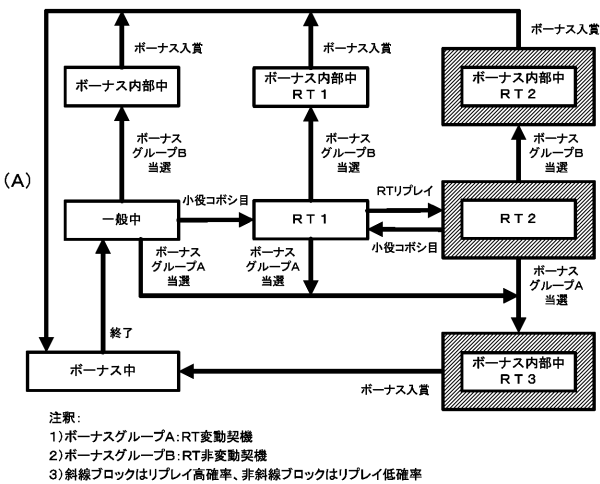 ボーナス入賞
ボーナス入賞
ボーナス入賞
ボーナス内部中
ボーナス内部中
RT1
ボーナス内部中
RT2
ボーナス
グループB
当選
ボーナス
グループB
当選
ボーナス
グループB
当選
(A)
小役コボシ目
RTリプレイ
一般中
RT1
RT2
小役コボシ目
ボーナス
グループA
当選
ボーナス
グループA
当選
ボーナス
グループA
当選
終了
ボーナス中
ボーナス内部中
RT3
ボーナス入賞
注釈:
1)ボーナスグループA:RT変動契機
2)ボーナスグループB:RT非変動契機
3)斜線ブロックはリプレイ高確率、非斜線ブロックはリプレイ低確率